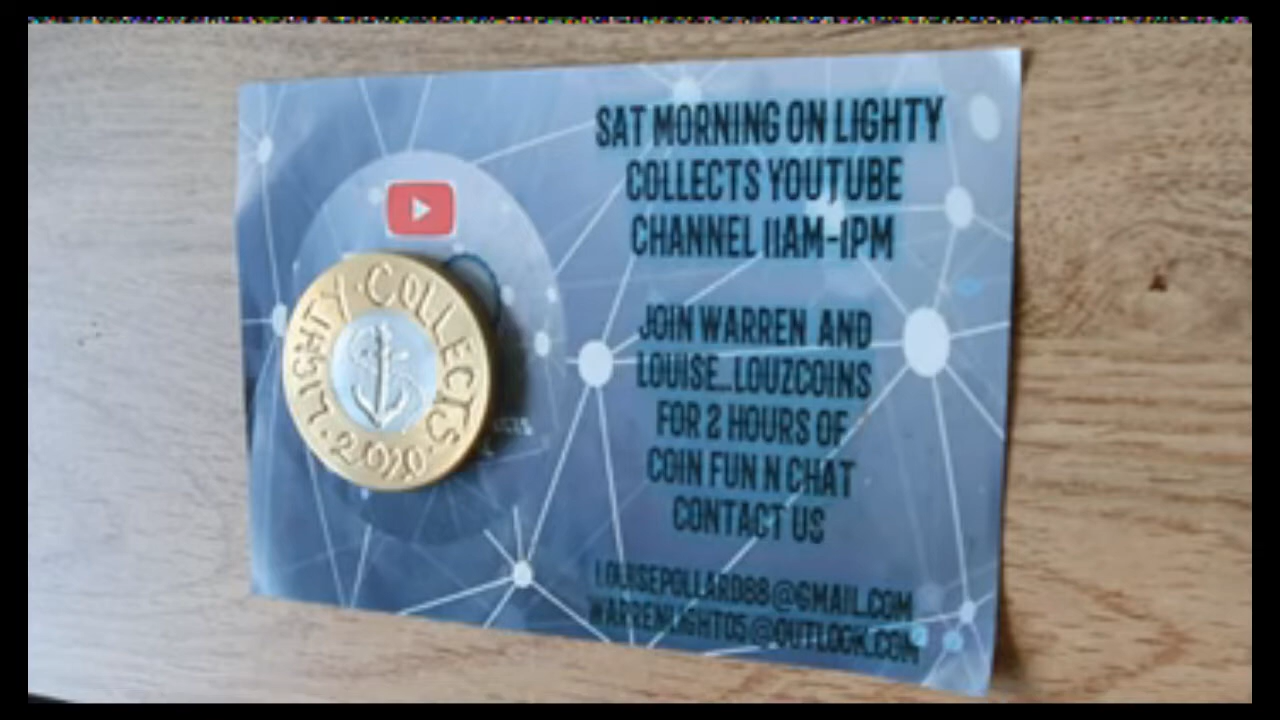 LIGHTY·COLLECTS
·2020·
SAT MORNING ON LIGHTY
COLLECTS YOUTUBE
CHANNEL 11AM-1PM
JOIN WARREN AND
LOUISE..LOUZCOINS
FOR 2 HOURS OF
COIN FUN N CHAT
CONTACT US
LOUISEPOLLARD88@GMAIL.COM
WARRENLIGHT05@OUTLOOK.COM